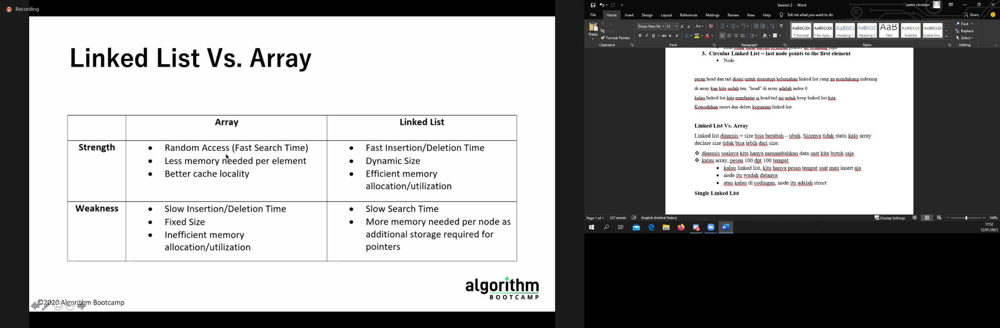 Recording
Linked List Vs. Array
Array
Linked List
Strength
Random Access (Fast Search Time)
Less memory needed per element
Better cache locality
Fast Insertion/Deletion Time
Dynamic Size
Efficient memory
allocation/utilization
Weakness
Slow Insertion/Deletion Time
Fixed Size
Inefficient memory
allocation/utilization
Slow Search Time
More memory needed per node as
additional storage required for
pointers
algorithm
BOOTCAMP
©2020 Algorithm Bootcamp
Session 2 - Word
justin christian
File Home Insert Design Layout References Mailings Review View Help Tell me what you want to do Share
Cut
Copy
Format Painter
Paste
Clipboard
Times New Ro 12
Font
Paragraph
AaBbCcDc AaBbCcDc AaBbC AaBbCcE AaB AaBbCcD AaBbCcDc
¶ Normal ¶ No Spac... Heading 1 Heading 2 Title Subtitle Subtle Em...
Styles
Find
Replace
Select
Editing
3. Circular Linked List = last node points to the first element
Node
peran head dan tail disini untuk menutupi kelemahan linked list yang ga mendukung indexing
di array kan kita sudah tau, "head" di array adalah index 0
kalau linked list kita manfaatin si head/tail ini untuk keep linked list kita.
Kemudahan insert dan delete kegunaan linked list.
Linked List Vs. Array
Linked list dinamis = size bisa berubah – ubah. Sizenya tidak statis kalo array
declare size tidak bisa lebih dari size.
dinamis soalnya kita hanya menambahkan data saat kita butuh saja
kalau array, pesen 100 dpt 100 tempat
kalau linked list, kita hanya pesan tempat saat mau insert aja
node itu wadah datanya
atau kalau di codingan, node itu adalah struct
Single Linked List
Page 1 of 1 237 words English (United States) Display Settings 100%
17:52
12/01/2021